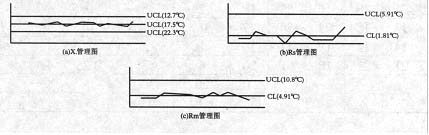 UCL(12.7℃)
UCL(17.5℃)
UCL(22.3℃)
(a)X管理图
UCL(5.91℃)
CL(1.81℃)
(b)Rs管理图
UCL(10.8℃)
CL(4.91℃)
(c)Rm管理图